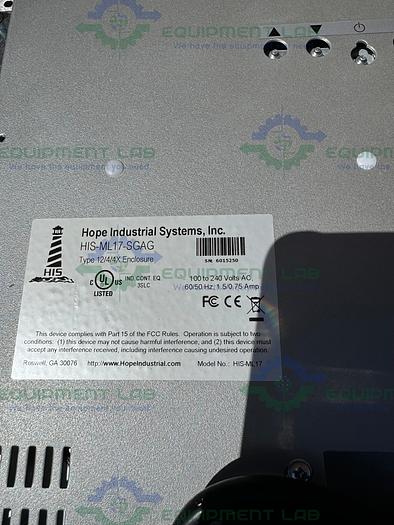 EQUIPMENT LAB
We have the equipment you need.
Hope Industrial Systems, Inc.
HIS-ML17-SGAG
Type 12/4/4X Enclosure
SN: 6015250
HIS
C UL US
LISTED
IND. CONT. EQ.
3SLC
100 to 240 Volts AC,
60/50 Hz, 1.5/0.75 Amp
FC CE
This device complies with Part 15 of the FCC Rules. Operation is subject to two
conditions: (1) this device may not cause harmful interference, and (2) this device must
accept any interference received, including interference causing undesired operation.
Roswell, GA 30076 http://www.HopeIndustrial.com Model No.: HIS-ML17
EQUIPMENT LAB
We have the equipment you need.